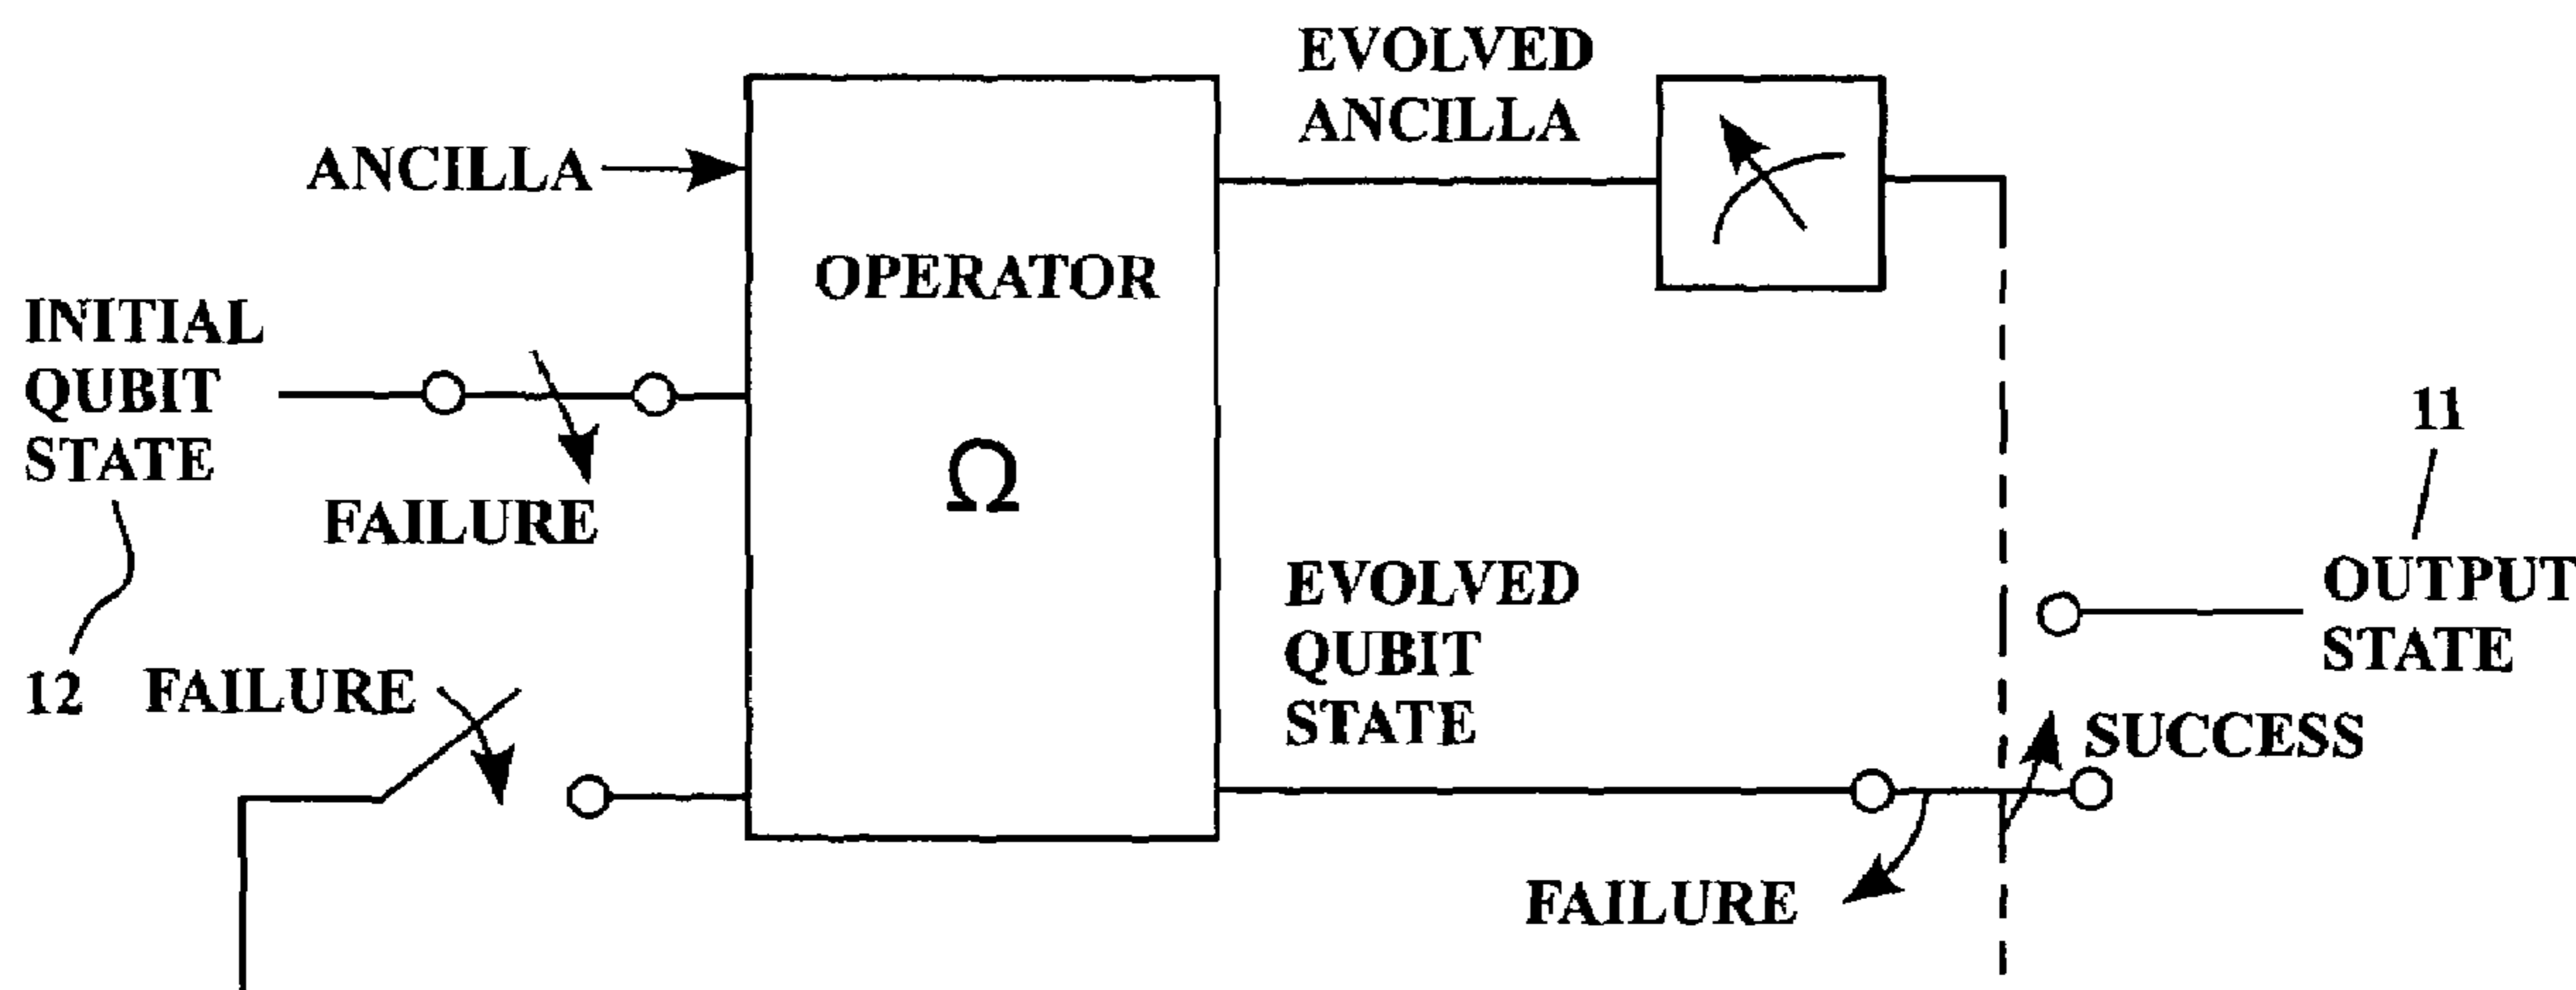 EVOLVED
ANCILLA
ANCILLA
OPERATOR
Ω
INITIAL
QUBIT
STATE
FAILURE
12
FAILURE
EVOLVED
QUBIT
STATE
11
OUTPUT
STATE
SUCCESS
FAILURE